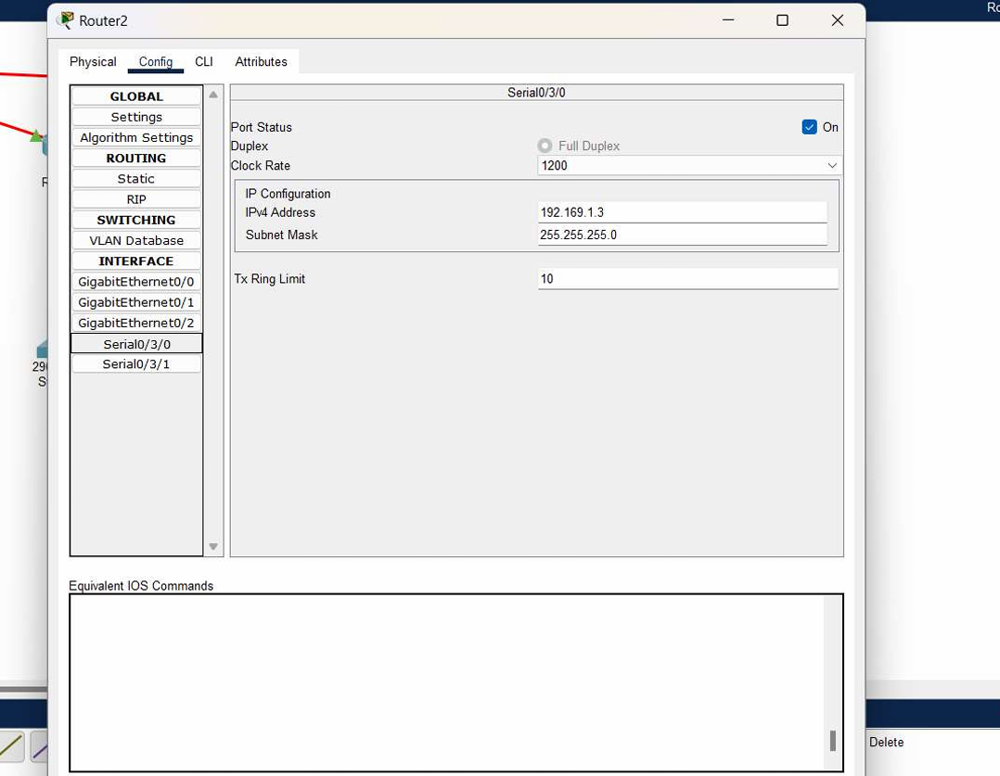 Ro
Router2
Physical Config CLI Attributes
GLOBAL
Settings
Algorithm Settings
ROUTING
Static
RIP
SWITCHING
VLAN Database
INTERFACE
GigabitEthernet0/0
GigabitEthernet0/1
GigabitEthernet0/2
Serial0/3/0
Serial0/3/1
Serial0/3/0
Port Status On
Duplex Full Duplex
Clock Rate 1200
IP Configuration
IPv4 Address 192.169.1.3
Subnet Mask 255.255.255.0
Tx Ring Limit 10
Equivalent IOS Commands
R
29
S
Delete